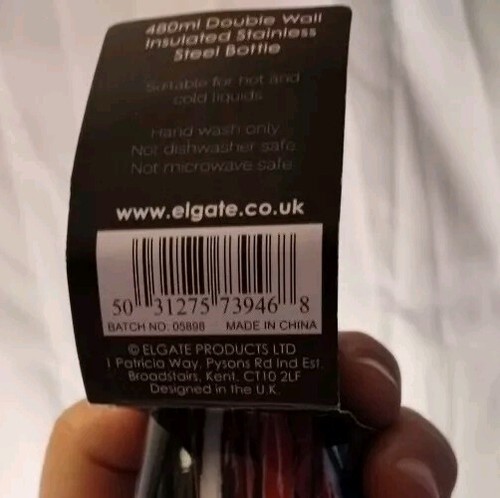 480ml Double Wall
Insulated Stainless
Steel Bottle
Suitable for hot and
cold liquids
Hand wash only
Not dishwasher safe
Not microwave safe
www.elgate.co.uk
50 31275 73946 8
BATCH NO. 05898 MADE IN CHINA
© ELGATE PRODUCTS LTD
1 Patricia Way, Pysons Rd Ind Est
Broadstairs, Kent, CT10 2LF
Designed in the U.K.